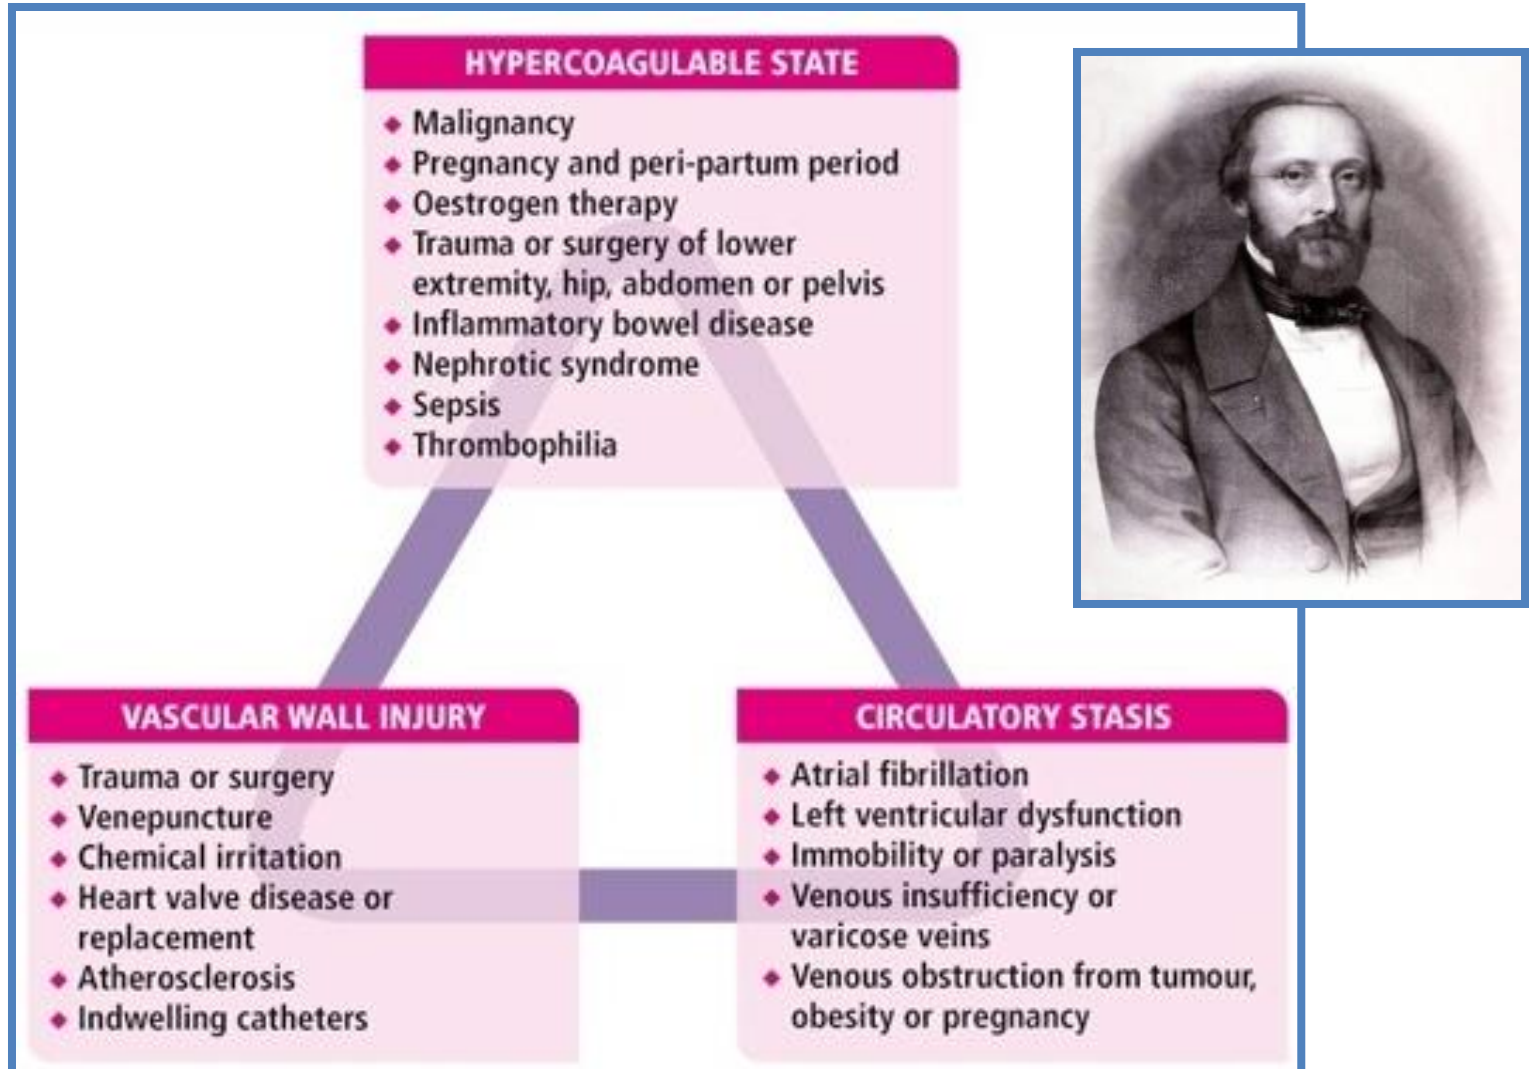 HYPERCOAGULABLE STATE
Malignancy
Pregnancy and peri-partum period
Oestrogen therapy
Trauma or surgery of lower
extremity, hip, abdomen or pelvis
Inflammatory bowel disease
Nephrotic syndrome
Sepsis
Thrombophilia
VASCULAR WALL INJURY
Trauma or surgery
Venepuncture
Chemical irritation
Heart valve disease or
replacement
Atherosclerosis
Indwelling catheters
CIRCULATORY STASIS
Atrial fibrillation
Left ventricular dysfunction
Immobility or paralysis
Venous insufficiency or
varicose veins
Venous obstruction from tumour,
obesity or pregnancy